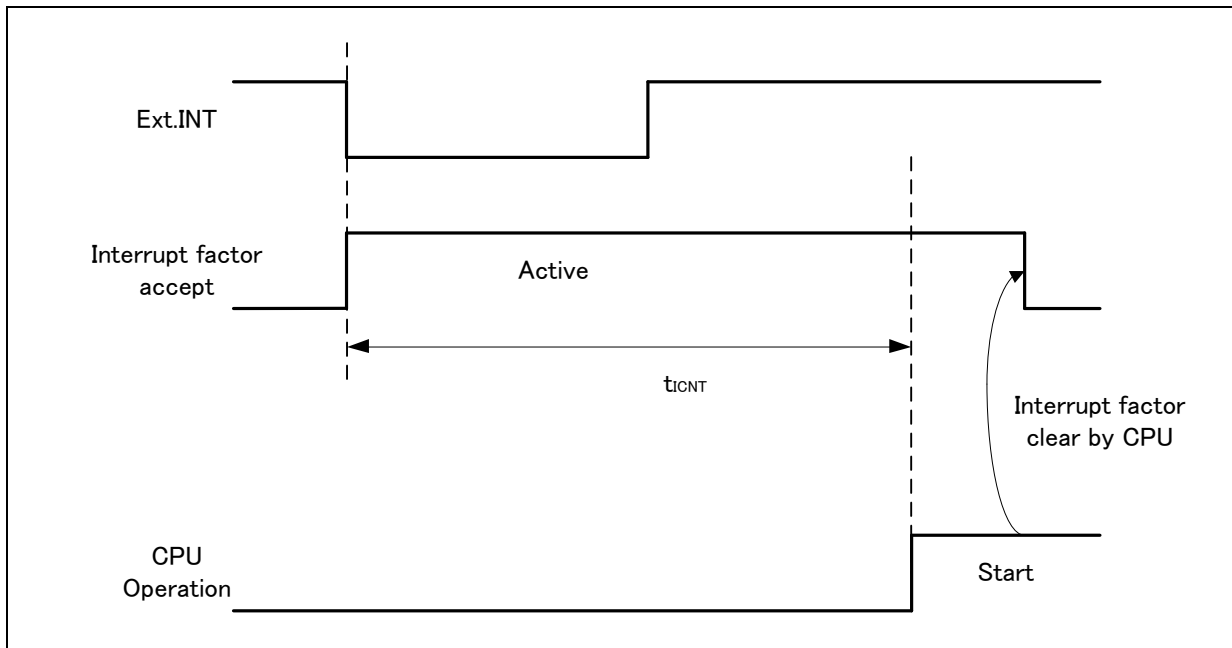 Ext.INT
Interrupt factor
accept
Active
tICNT
Interrupt factor
clear by CPU
CPU
Operation
Start